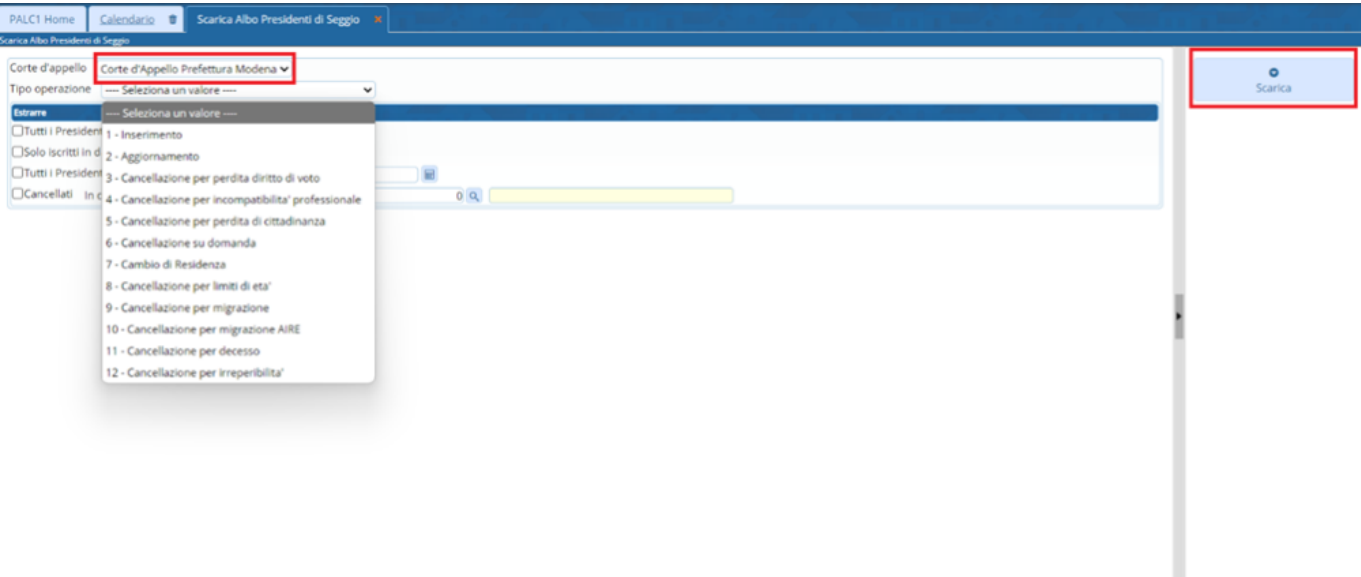 PALC1 Home Calendario Scarica Albo Presidenti di Seggio
Scarica Albo Presidenti di Seggio
Corte d'appello Corte d'Appello Prefettura Modena
Tipo operazione ---- Seleziona un valore ----
Scarica
Estrarre
---- Seleziona un valore ----
Tutti i President
1 - Inserimento
Solo iscritti in d
2 - Aggiornamento
Tutti i President
3 - Cancellazione per perdita diritto di voto
Cancellati In c
4 - Cancellazione per incompatibilita' professionale
0
5 - Cancellazione per perdita di cittadinanza
6 - Cancellazione su domanda
7 - Cambio di Residenza
8 - Cancellazione per limiti di eta'
9 - Cancellazione per migrazione
10 - Cancellazione per migrazione AIRE
11 - Cancellazione per decesso
12 - Cancellazione per irreperibilita'